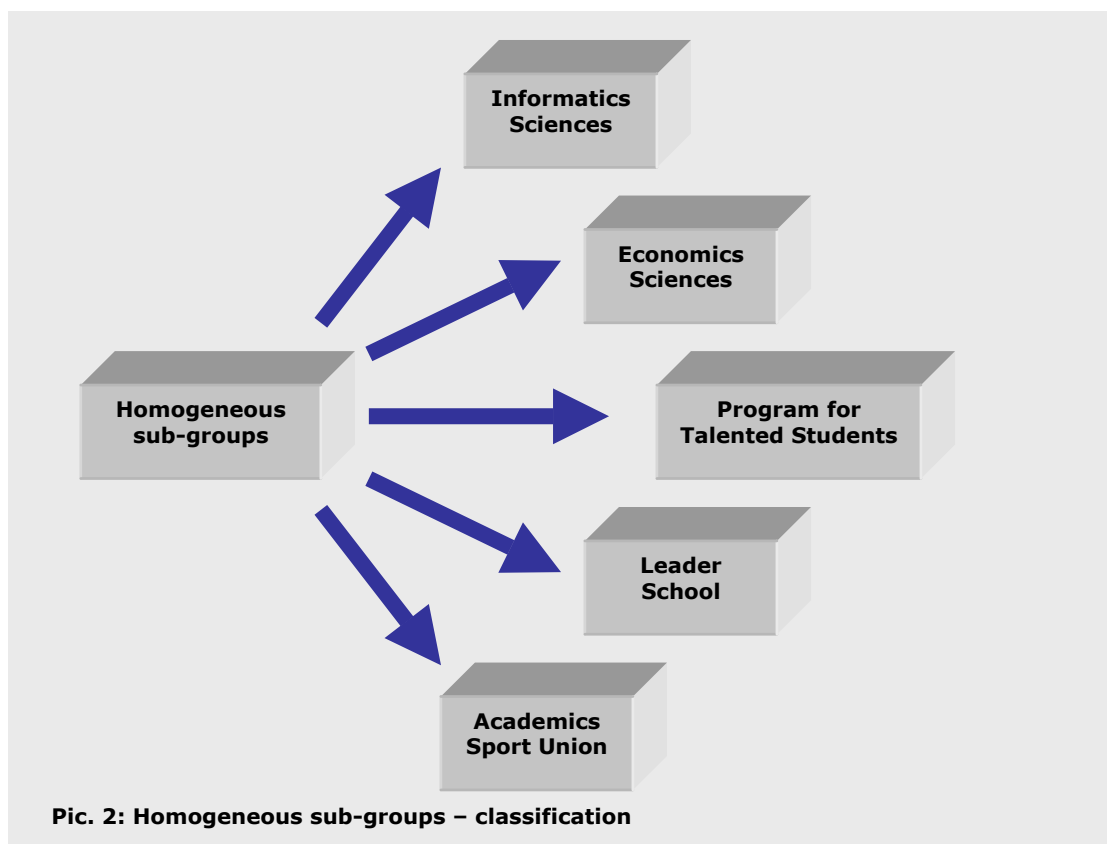 Informatics
Sciences
Economics
Sciences
Homogeneous
sub-groups
Program for
Talented Students
Leader
School
Academics
Sport Union
Pic. 2: Homogeneous sub-groups – classification